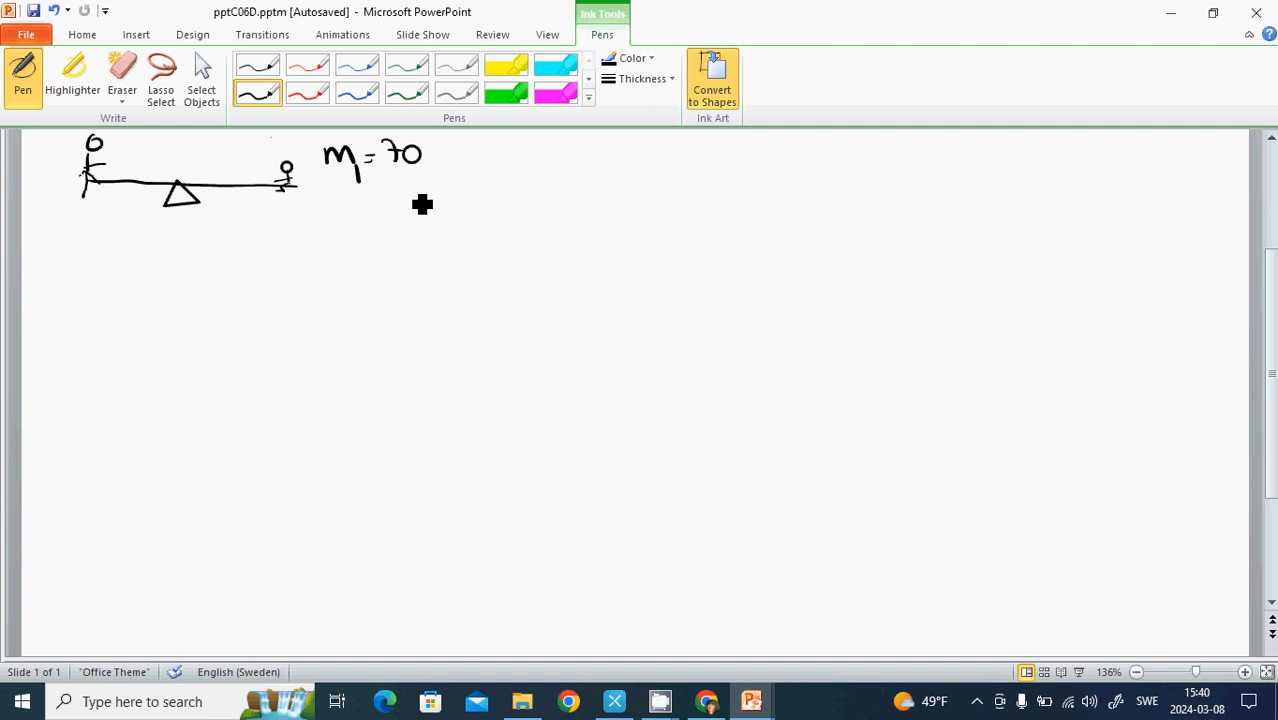 pptC06D.pptm [Autosaved] - Microsoft PowerPoint
Ink Tools
File Home Insert Design Transitions Animations Slide Show Review View Pens
Pen Highlighter Eraser Lasso Select Select Objects
Color
Thickness
Convert to Shapes
Write Pens Ink Art
m1 = 70
Slide 1 of 1 "Office Theme" English (Sweden) 136%
Type here to search 49°F SWE 15:40
2024-03-08